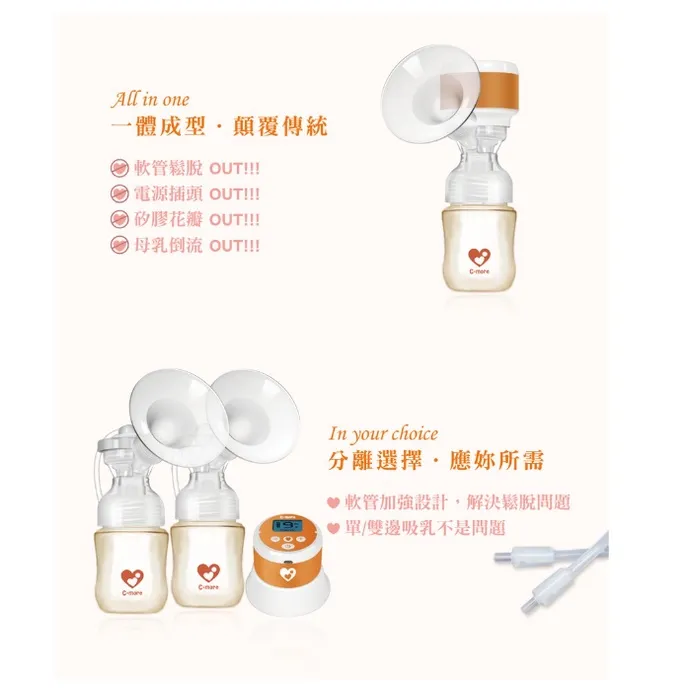 All in one
一體成型・顛覆傳統
軟管鬆脫 OUT!!!
電源插頭 OUT!!!
矽膠花瓣 OUT!!!
母乳倒流 OUT!!!
C-more
In your choice
分離選擇・應妳所需
軟管加強設計，解決鬆脫問題
單/雙邊吸乳不是問題
C-more
C-more
C-more
19